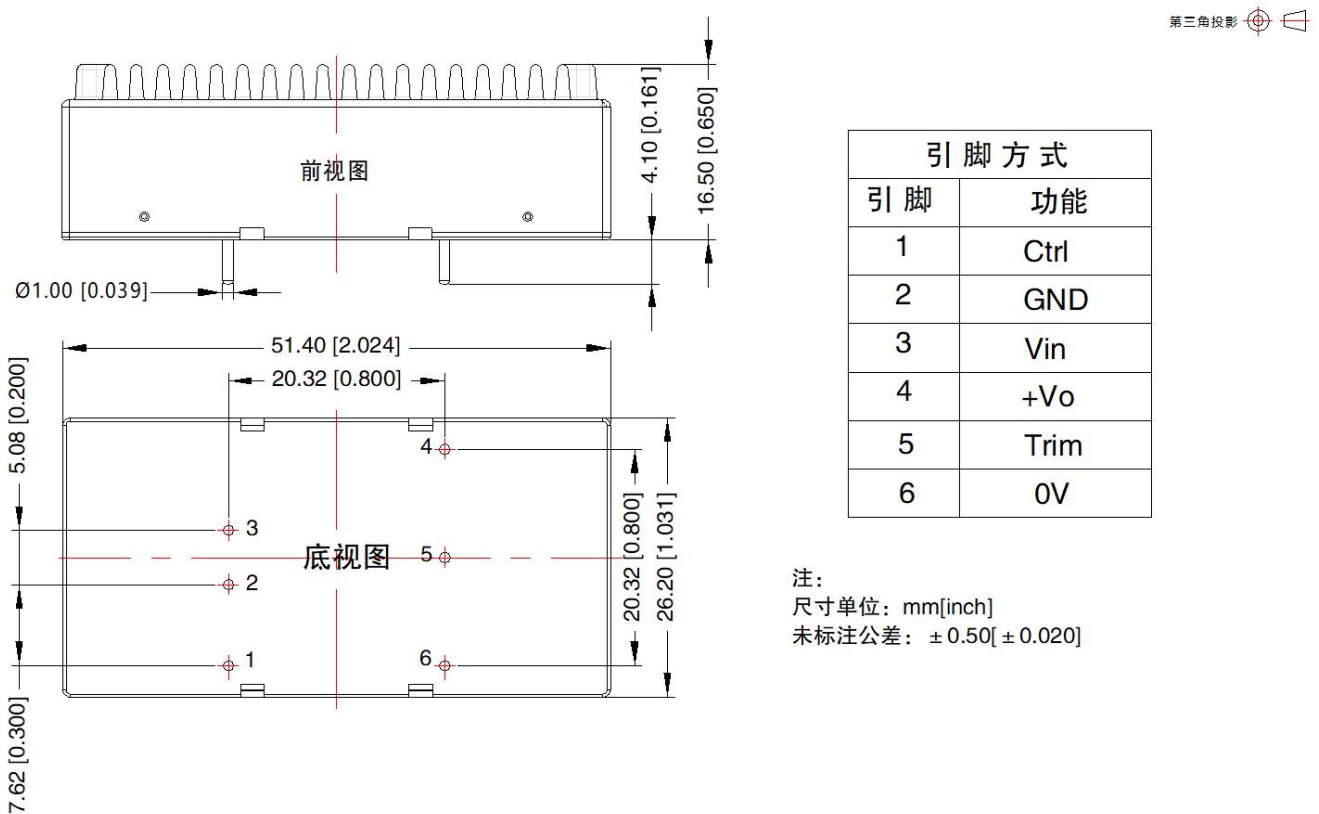 第三角投影
前视图
4.10 [0.161]
16.50 [0.650]
Ø1.00 [0.039]
51.40 [2.024]
20.32 [0.800]
5.08 [0.200]
7.62 [0.300]
20.32 [0.800]
26.20 [1.031]
4
3
底视图
5
2
1
6
引脚方式
引脚 功能
1 Ctrl
2 GND
3 Vin
4 +Vo
5 Trim
6 0V
注：
尺寸单位：mm[inch]
未标注公差：±0.50[±0.020]